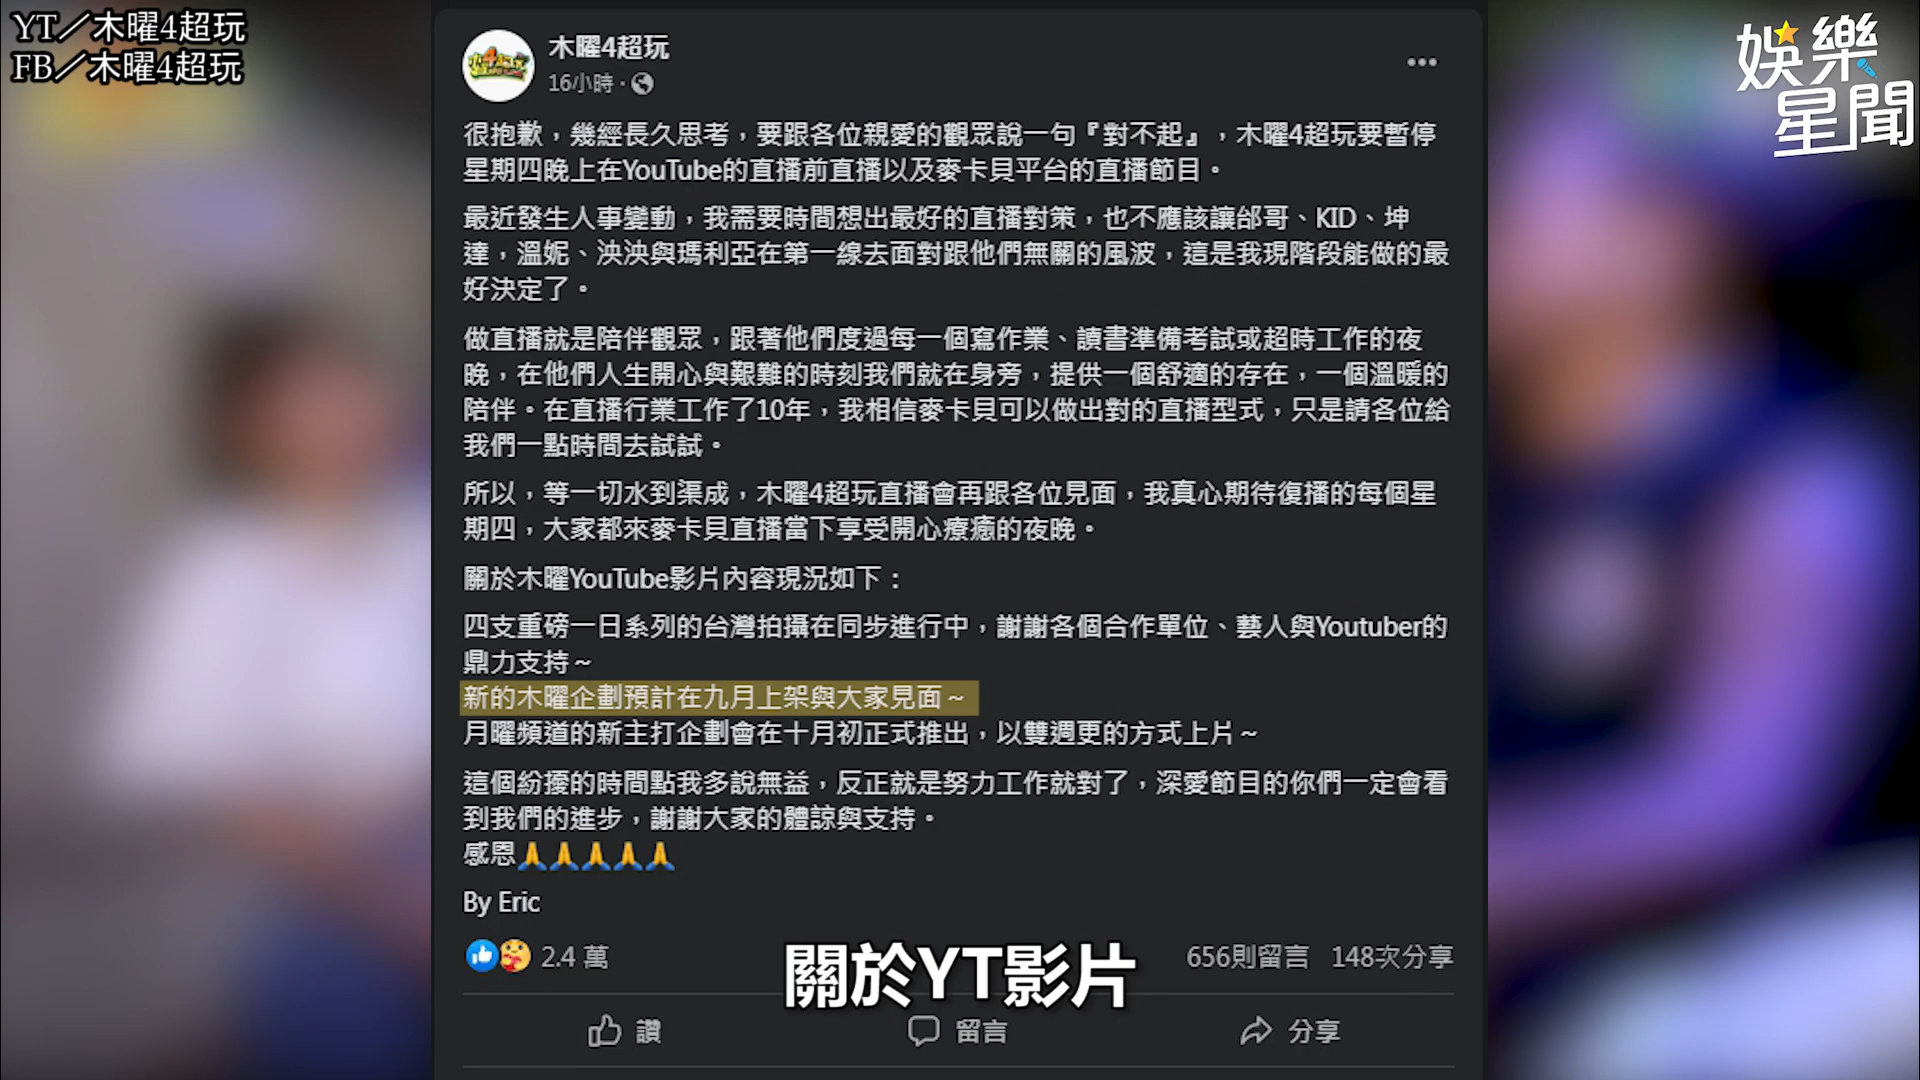 YT／木曜4超玩
FB／木曜4超玩
娛樂
星聞
木曜4超玩
16小時·
很抱歉，幾經長久思考，要跟各位親愛的觀眾說一句『對不起』，木曜4超玩要暫停
星期四晚上在YouTube的直播前直播以及麥卡貝平台的直播節目。
最近發生人事變動，我需要時間想出最好的直播對策，也不應該讓邰哥、KID、坤
達，溫妮、泱泱與瑪利亞在第一線去面對跟他們無關的風波，這是我現階段能做的最
好決定了。
做直播就是陪伴觀眾，跟著他們度過每一個寫作業、讀書準備考試或超時工作的夜
晚，在他們人生開心與艱難的時刻我們就在身旁，提供一個舒適的存在，一個溫暖的
陪伴。在直播行業工作了10年，我相信麥卡貝可以做出對的直播型式，只是請各位給
我們一點時間去試試。
所以，等一切水到渠成，木曜4超玩直播會再跟各位見面，我真心期待復播的每個星
期四，大家都來麥卡貝直播當下享受開心療癒的夜晚。
關於木曜YouTube影片內容現況如下：
四支重磅一日系列的台灣拍攝在同步進行中，謝謝各個合作單位、藝人與Youtuber的
鼎力支持～
新的木曜企劃預計在九月上架與大家見面～
月曜頻道的新主打企劃會在十月初正式推出，以雙週更的方式上片～
這個紛擾的時間點我多說無益，反正就是努力工作就對了，深愛節目的你們一定會看
到我們的進步，謝謝大家的體諒與支持。
感恩🙏🙏🙏🙏🙏
By Eric
2.4 萬
656則留言 148次分享
關於YT影片
讚 留言 分享